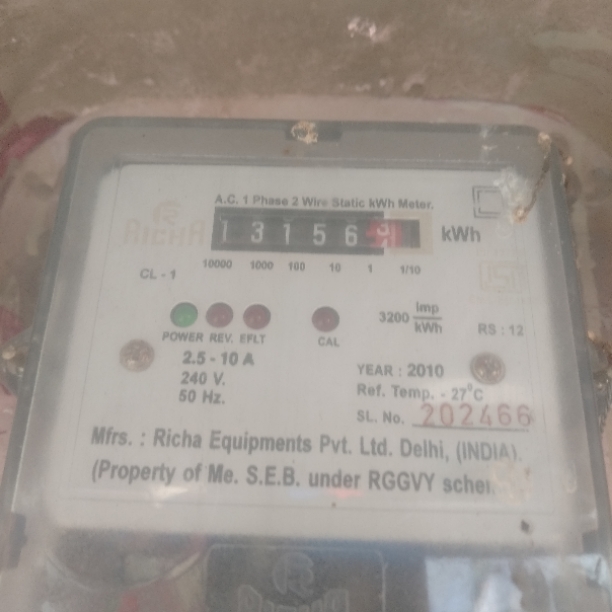 A.C. 1 Phase 2 Wire Static kWh Meter.
RICHA
1 3 1 5 6 kWh
10000 1000 100 10 1 1/10
CL - 1
3200 Imp/kWh
RS : 12
POWER REV. EFLT CAL
2.5 - 10 A
240 V.
50 Hz.
YEAR : 2010
Ref. Temp. - 27°C
SL. No. 202466
Mfrs. : Richa Equipments Pvt. Ltd. Delhi, (INDIA).
(Property of Me. S.E.B. under RGGVY
RICHA